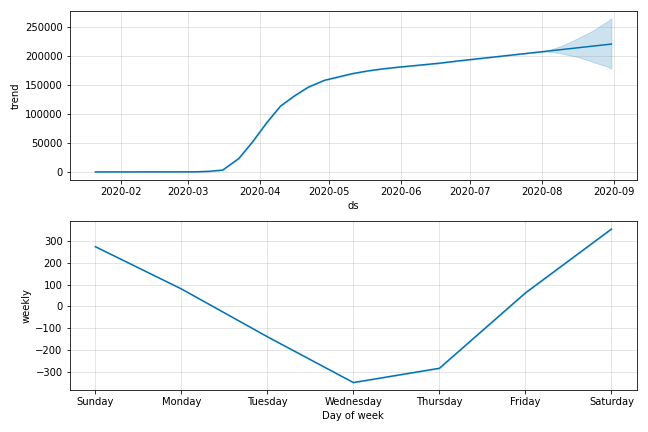 250000
200000
150000
100000
50000
0
trend
2020-02 2020-03 2020-04 2020-05 2020-06 2020-07 2020-08 2020-09
ds
300
200
100
0
−100
−200
−300
weekly
Sunday Monday Tuesday Wednesday Thursday Friday Saturday
Day of week